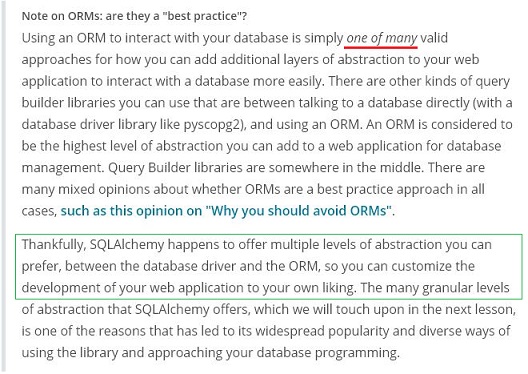 Note on ORMs: are they a "best practice"?
Using an ORM to interact with your database is simply one of many valid
approaches for how you can add additional layers of abstraction to your web
application to interact with a database more easily. There are other kinds of query
builder libraries you can use that are between talking to a database directly (with a
database driver library like pyscopg2), and using an ORM. An ORM is considered to
be the highest level of abstraction you can add to a web application for database
management. Query Builder libraries are somewhere in the middle. There are
many mixed opinions about whether ORMs are a best practice approach in all
cases, such as this opinion on "Why you should avoid ORMs".
Thankfully, SQLAlchemy happens to offer multiple levels of abstraction you can
prefer, between the database driver and the ORM, so you can customize the
development of your web application to your own liking. The many granular levels
of abstraction that SQLAlchemy offers, which we will touch upon in the next lesson,
is one of the reasons that has led to its widespread popularity and diverse ways of
using the library and approaching your database programming.